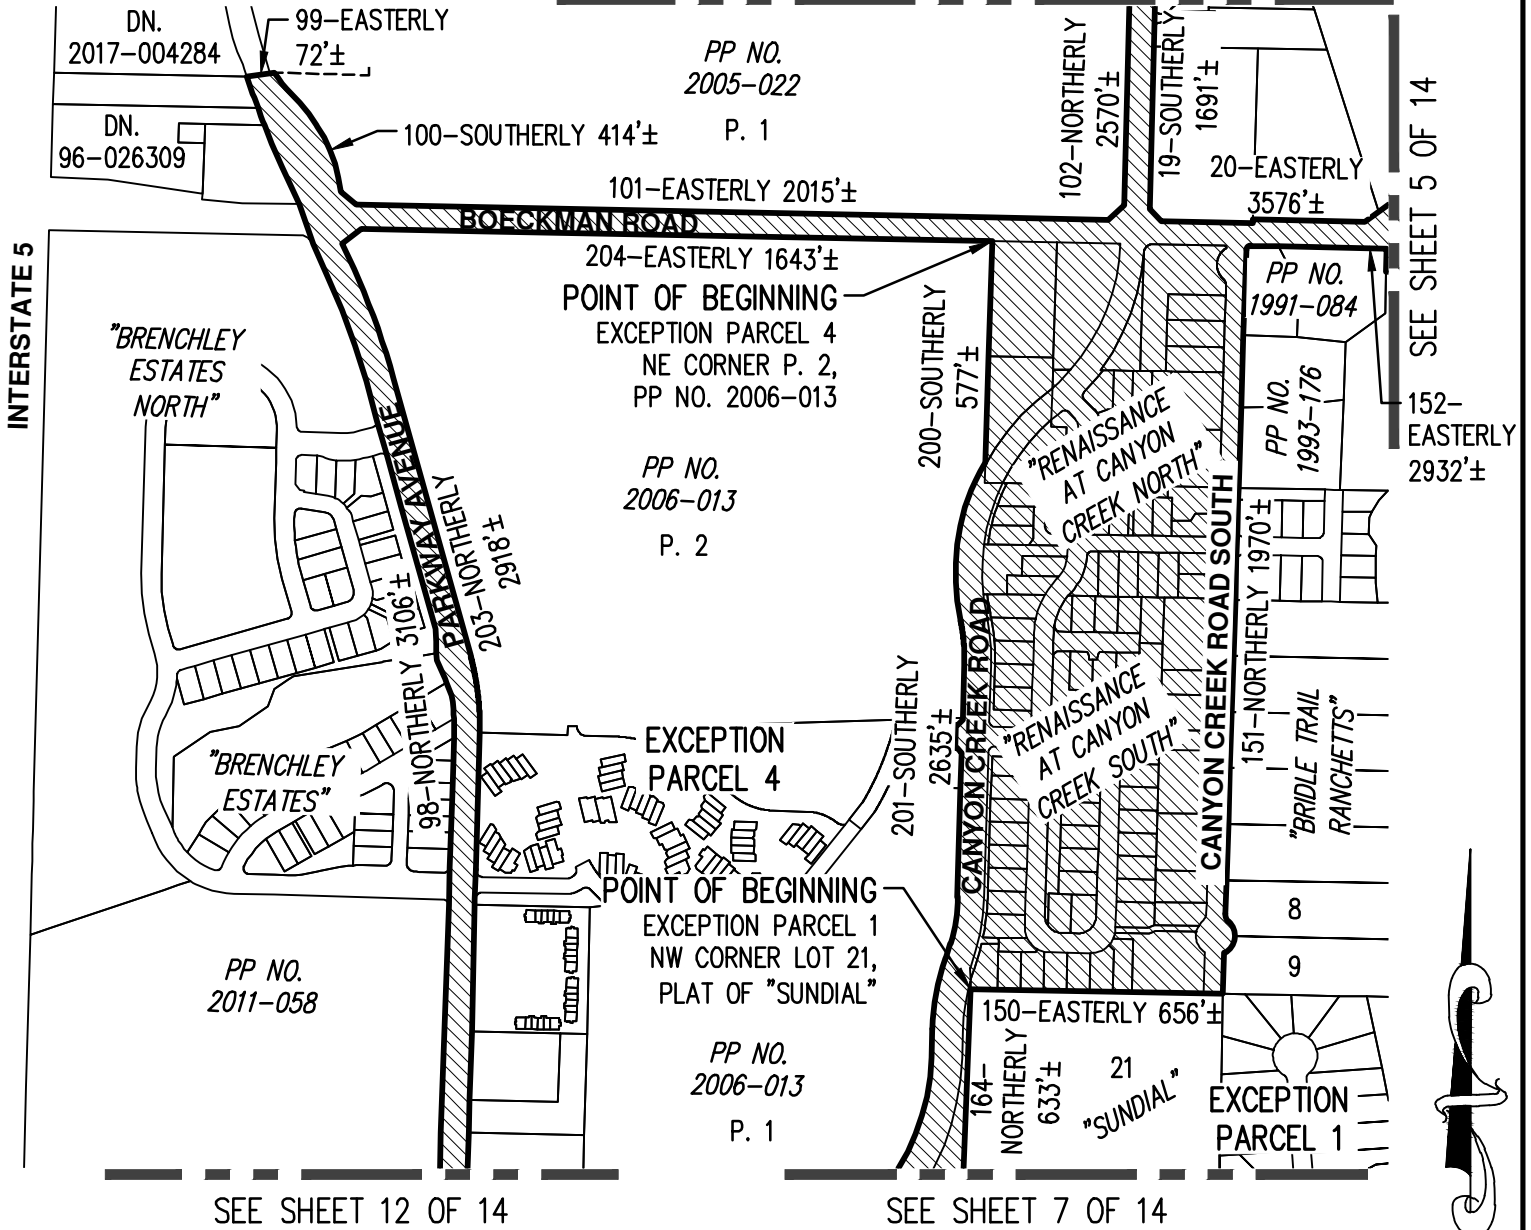 DN.
2017-004284
99-EASTERLY
72'±
PP NO.
2005-022
P. 1
102-NORTHERLY
2570'±
19-SOUTHERLY
1691'±
DN.
96-026309
100-SOUTHERLY 414'±
20-EASTERLY
3576'±
SEE SHEET 5 OF 14
101-EASTERLY 2015'±
BOECKMAN ROAD
204-EASTERLY 1643'±
POINT OF BEGINNING
EXCEPTION PARCEL 4
NE CORNER P. 2,
PP NO. 2006-013
INTERSTATE 5
"BRENCHLEY
ESTATES
NORTH"
200-SOUTHERLY
577'±
PP NO.
1991-084
PP NO.
1993-176
152-
EASTERLY
2932'±
"RENAISSANCE
AT CANYON
CREEK NORTH"
PP NO.
2006-013
P. 2
PARKWAY AVENUE
203-NORTHERLY
2918'±
98-NORTHERLY 3106'±
CANYON CREEK ROAD SOUTH
151-NORTHERLY 1970'±
CANYON CREEK ROAD
201-SOUTHERLY
2635'±
"RENAISSANCE
AT CANYON
CREEK SOUTH"
"BRIDLE TRAIL
RANCHETTS"
"BRENCHLEY
ESTATES"
EXCEPTION
PARCEL 4
POINT OF BEGINNING
EXCEPTION PARCEL 1
NW CORNER LOT 21,
PLAT OF "SUNDIAL"
8
9
PP NO.
2011-058
150-EASTERLY 656'±
PP NO.
2006-013
P. 1
164-
NORTHERLY
633'±
21
"SUNDIAL"
EXCEPTION
PARCEL 1
SEE SHEET 12 OF 14
SEE SHEET 7 OF 14